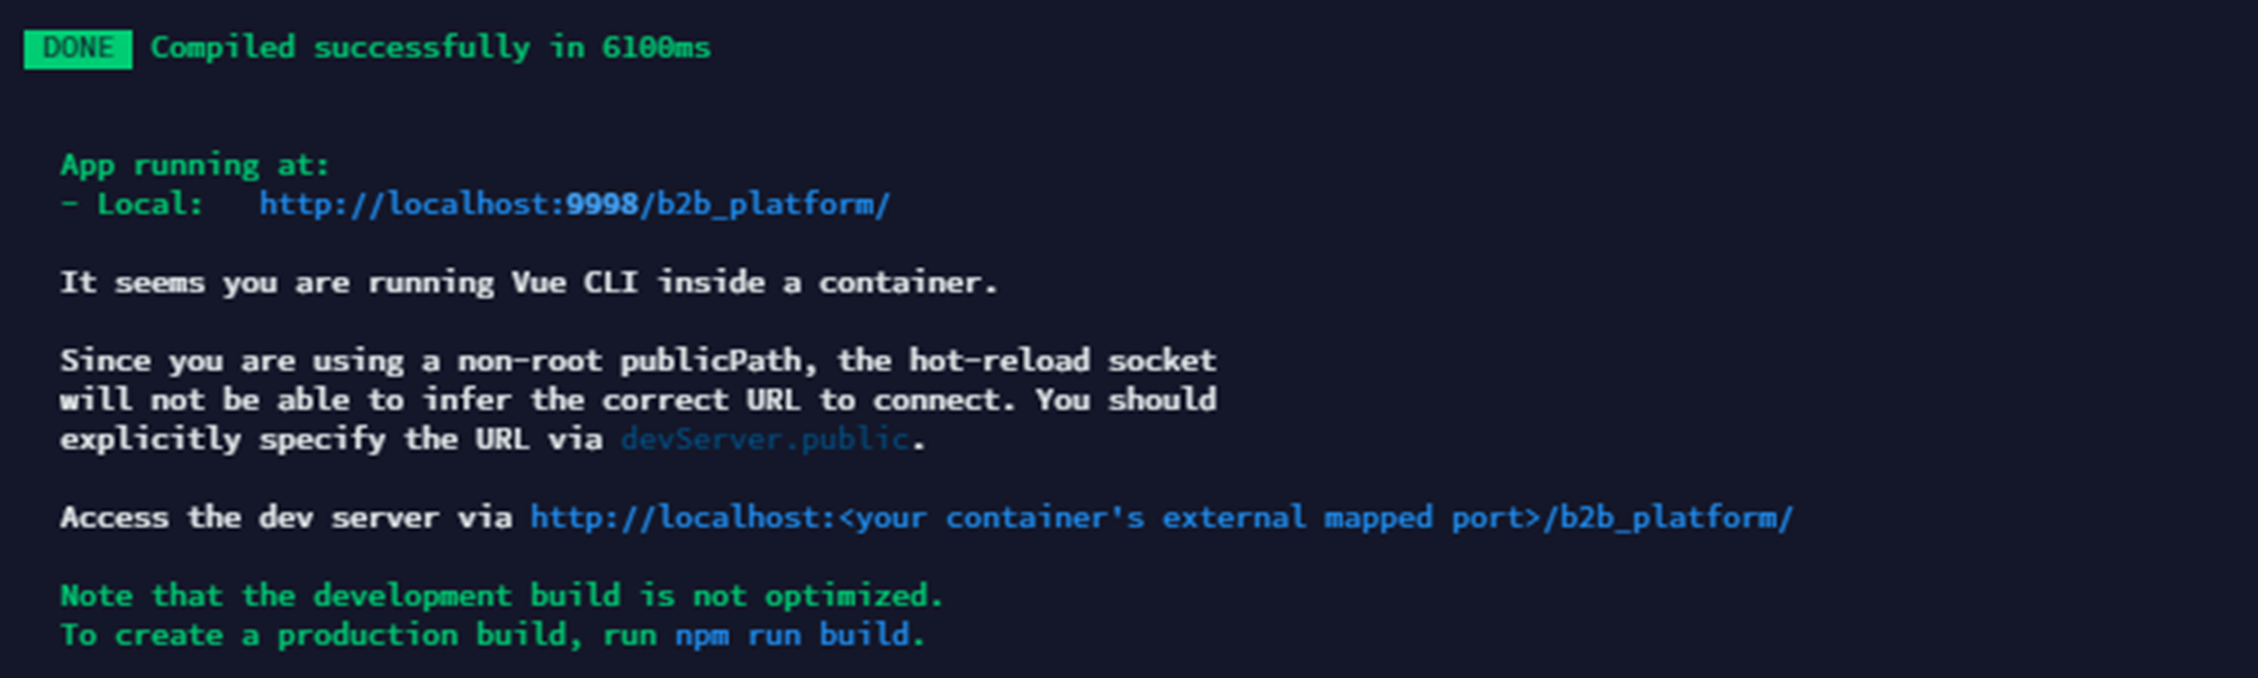 DONE Compiled successfully in 6100ms
App running at:
- Local: http://localhost:9998/b2b_platform/
It seems you are running Vue CLI inside a container.
Since you are using a non-root publicPath, the hot-reload socket
will not be able to infer the correct URL to connect. You should
explicitly specify the URL via devServer.public.
Access the dev server via http://localhost:<your container's external mapped port>/b2b_platform/
Note that the development build is not optimized.
To create a production build, run npm run build.